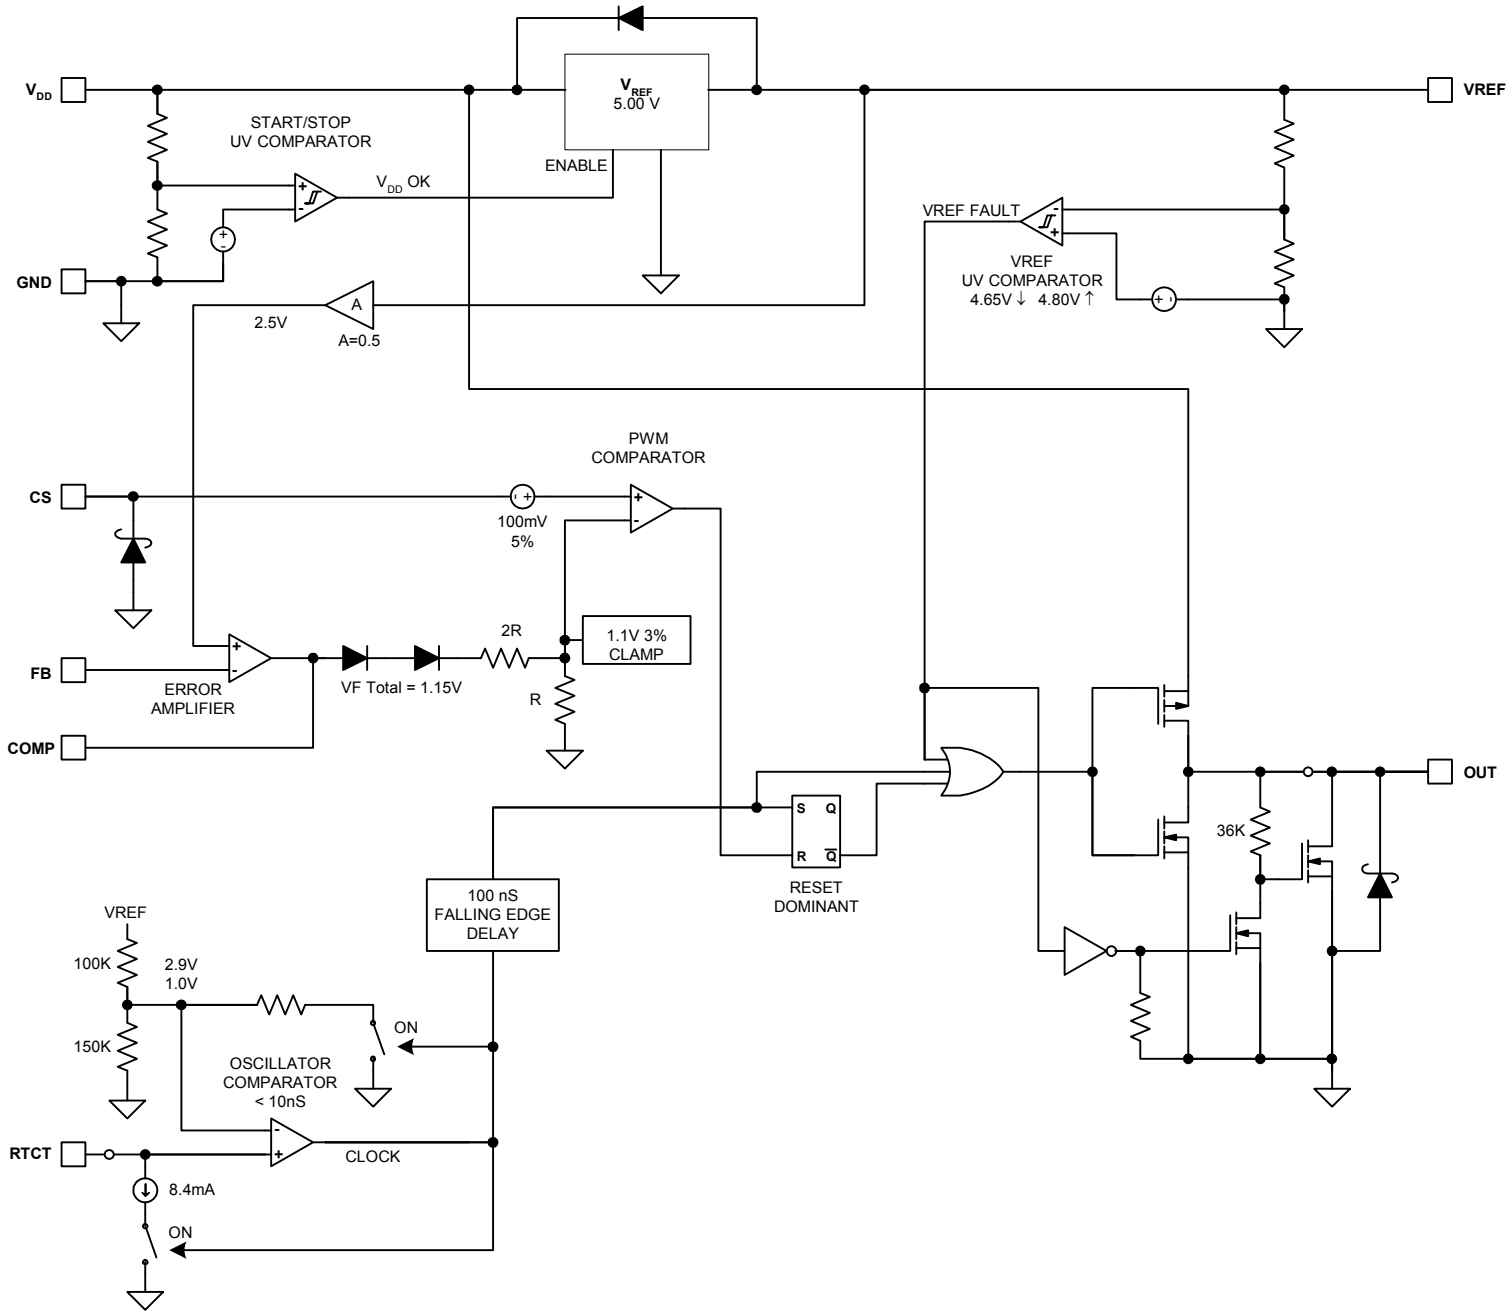 V_DD
V_REF
5.00 V
VREF
START/STOP
UV COMPARATOR
ENABLE
V_DD OK
+
-
+
-
VREF FAULT
-
+
GND
VREF
UV COMPARATOR
4.65V ↓ 4.80V ↑
+ -
2.5V
A
A=0.5
PWM
COMPARATOR
CS
- +
+
-
100mV
5%
2R
1.1V 3%
CLAMP
+
-
FB
ERROR
AMPLIFIER
VF Total = 1.15V
R
COMP
OUT
S Q
R Q̅
36K
RESET
DOMINANT
100 nS
FALLING EDGE
DELAY
VREF
100K
2.9V
1.0V
ON
150K
OSCILLATOR
COMPARATOR
< 10nS
-
+
RTCT
CLOCK
8.4mA
ON